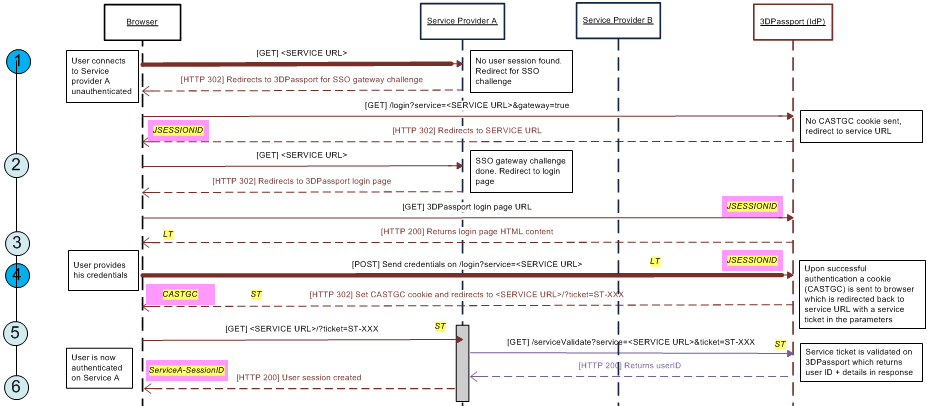 Browser
Service Provider A
Service Provider B
3DPassport (IdP)
1
User connects
to Service
provider A
unauthenticated
[GET] <SERVICE URL>
No user session found.
Redirect for SSO
challenge
[HTTP 302] Redirects to 3DPassport for SSO gateway challenge
[GET] /login?service=<SERVICE URL>&gateway=true
No CASTGC cookie sent,
redirect to service URL
JSESSIONID
[HTTP 302] Redirects to SERVICE URL
2
[GET] <SERVICE URL>
SSO gateway challenge
done. Redirect to login
page
[HTTP 302] Redirects to 3DPassport login page
[GET] 3DPassport login page URL
JSESSIONID
3
LT
[HTTP 200] Returns login page HTML content
4
User provides
his credentials
[POST] Send credentials on /login?service=<SERVICE URL>
LT
JSESSIONID
Upon successful
authentication a cookie
(CASTGC) is sent to browser
which is redirected back to
service URL with a service
ticket in the parameters
CASTGC
ST
[HTTP 302] Set CASTGC cookie and redirects to <SERVICE URL>/?ticket=ST-XXX
5
[GET] <SERVICE URL>/?ticket=ST-XXX
ST
[GET] /serviceValidate?service=<SERVICE URL>&ticket=ST-XXX
ST
User is now
authenticated
on Service A
Service ticket is validated on
3DPassport which returns
user ID + details in response
[HTTP 200] Returns userID
6
ServiceA-SessionID
[HTTP 200] User session created